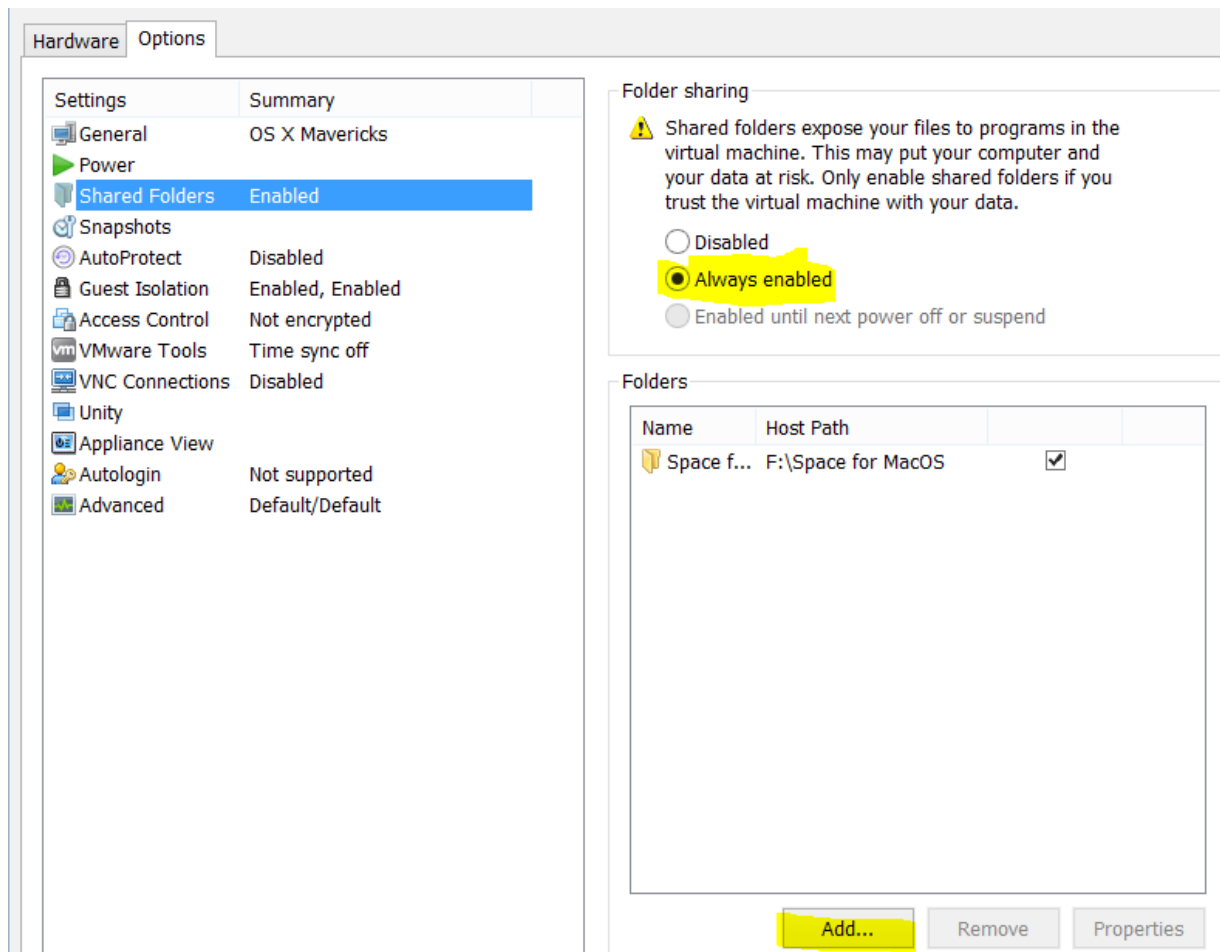 Hardware Options
Settings Summary
General OS X Mavericks
Power
Shared Folders Enabled
Snapshots
AutoProtect Disabled
Guest Isolation Enabled, Enabled
Access Control Not encrypted
vm VMware Tools Time sync off
VNC Connections Disabled
Unity
Appliance View
Autologin Not supported
Advanced Default/Default
Folder sharing
Shared folders expose your files to programs in the
virtual machine. This may put your computer and
your data at risk. Only enable shared folders if you
trust the virtual machine with your data.
Disabled
Always enabled
Enabled until next power off or suspend
Folders
Name Host Path
Space f... F:\Space for MacOS
Add... Remove Properties